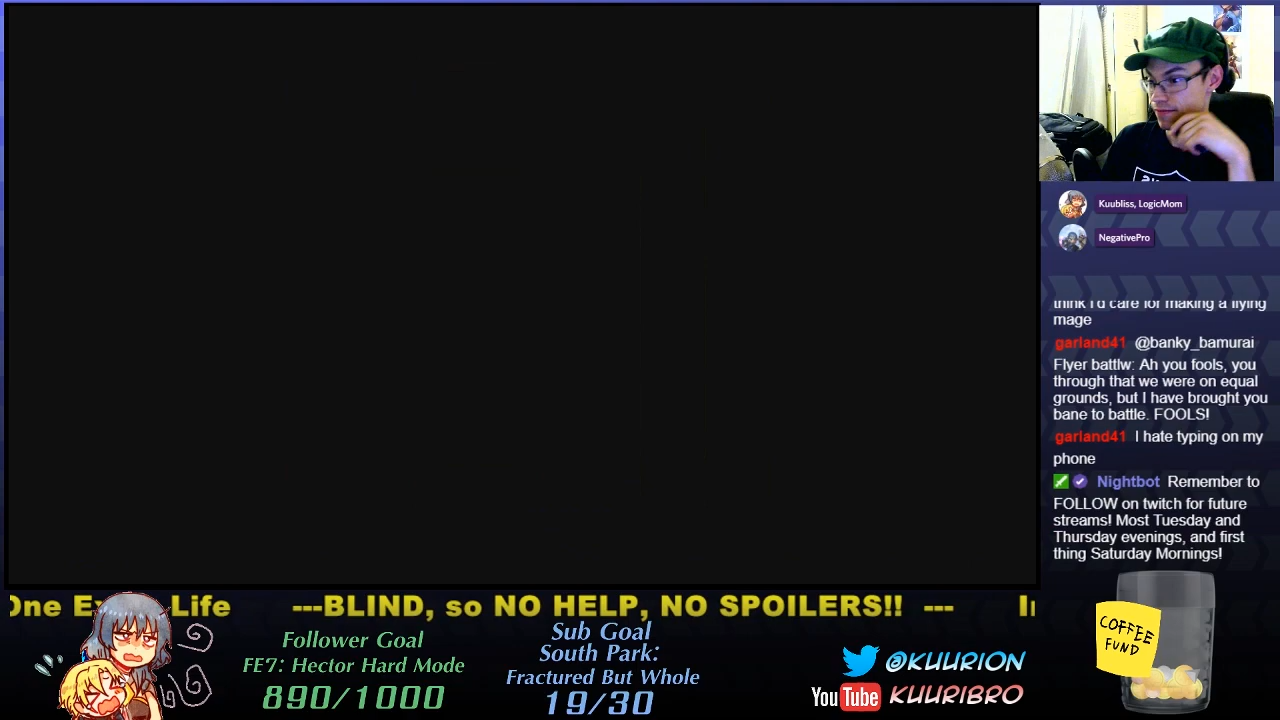 Kuubliss, LogicMom
NegativePro
think I'd care for making a flying
mage
garland41 @banky_bamurai
Flyer battlw: Ah you fools, you
through that we were on equal
grounds, but I have brought you
bane to battle. FOOLS!
garland41 I hate typing on my
phone
Nightbot Remember to
FOLLOW on twitch for future
streams! Most Tuesday and
Thursday evenings, and first
thing Saturday Mornings!
One Life ---BLIND, so NO HELP, NO SPOILERS!! ---
Follower Goal
FE7: Hector Hard Mode
890/1000
Sub Goal
South Park:
Fractured But Whole
19/30
@KUURION
YouTube KUURIBRO
COFFEE
FUND